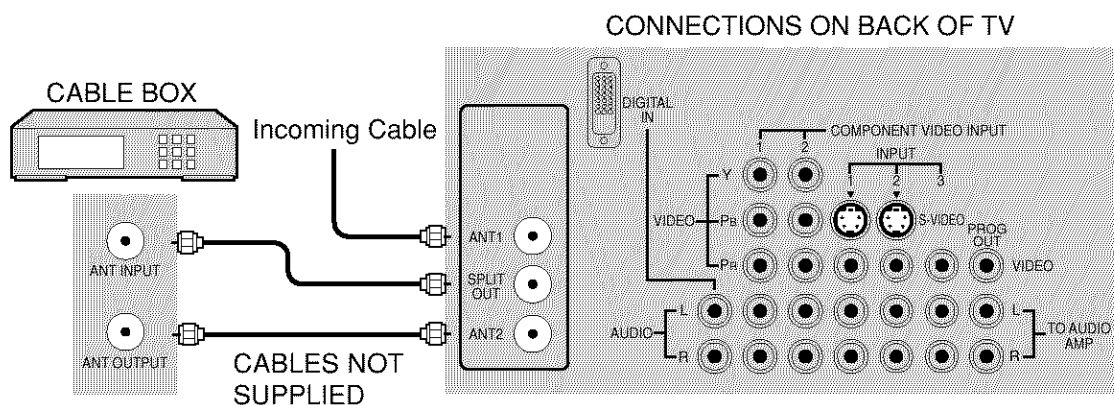 CONNECTIONS ON BACK OF TV
CABLE BOX
Incoming Cable
DIGITAL
IN
COMPONENT VIDEO INPUT
1 2
INPUT
1 2 3
Y
VIDEO
PB
S-VIDEO
PROG
OUT
PR
VIDEO
ANT1
ANT INPUT
SPLIT
OUT
L
L
AUDIO
TO AUDIO
AMP
ANT2
R
R
ANT OUTPUT
CABLES NOT
SUPPLIED